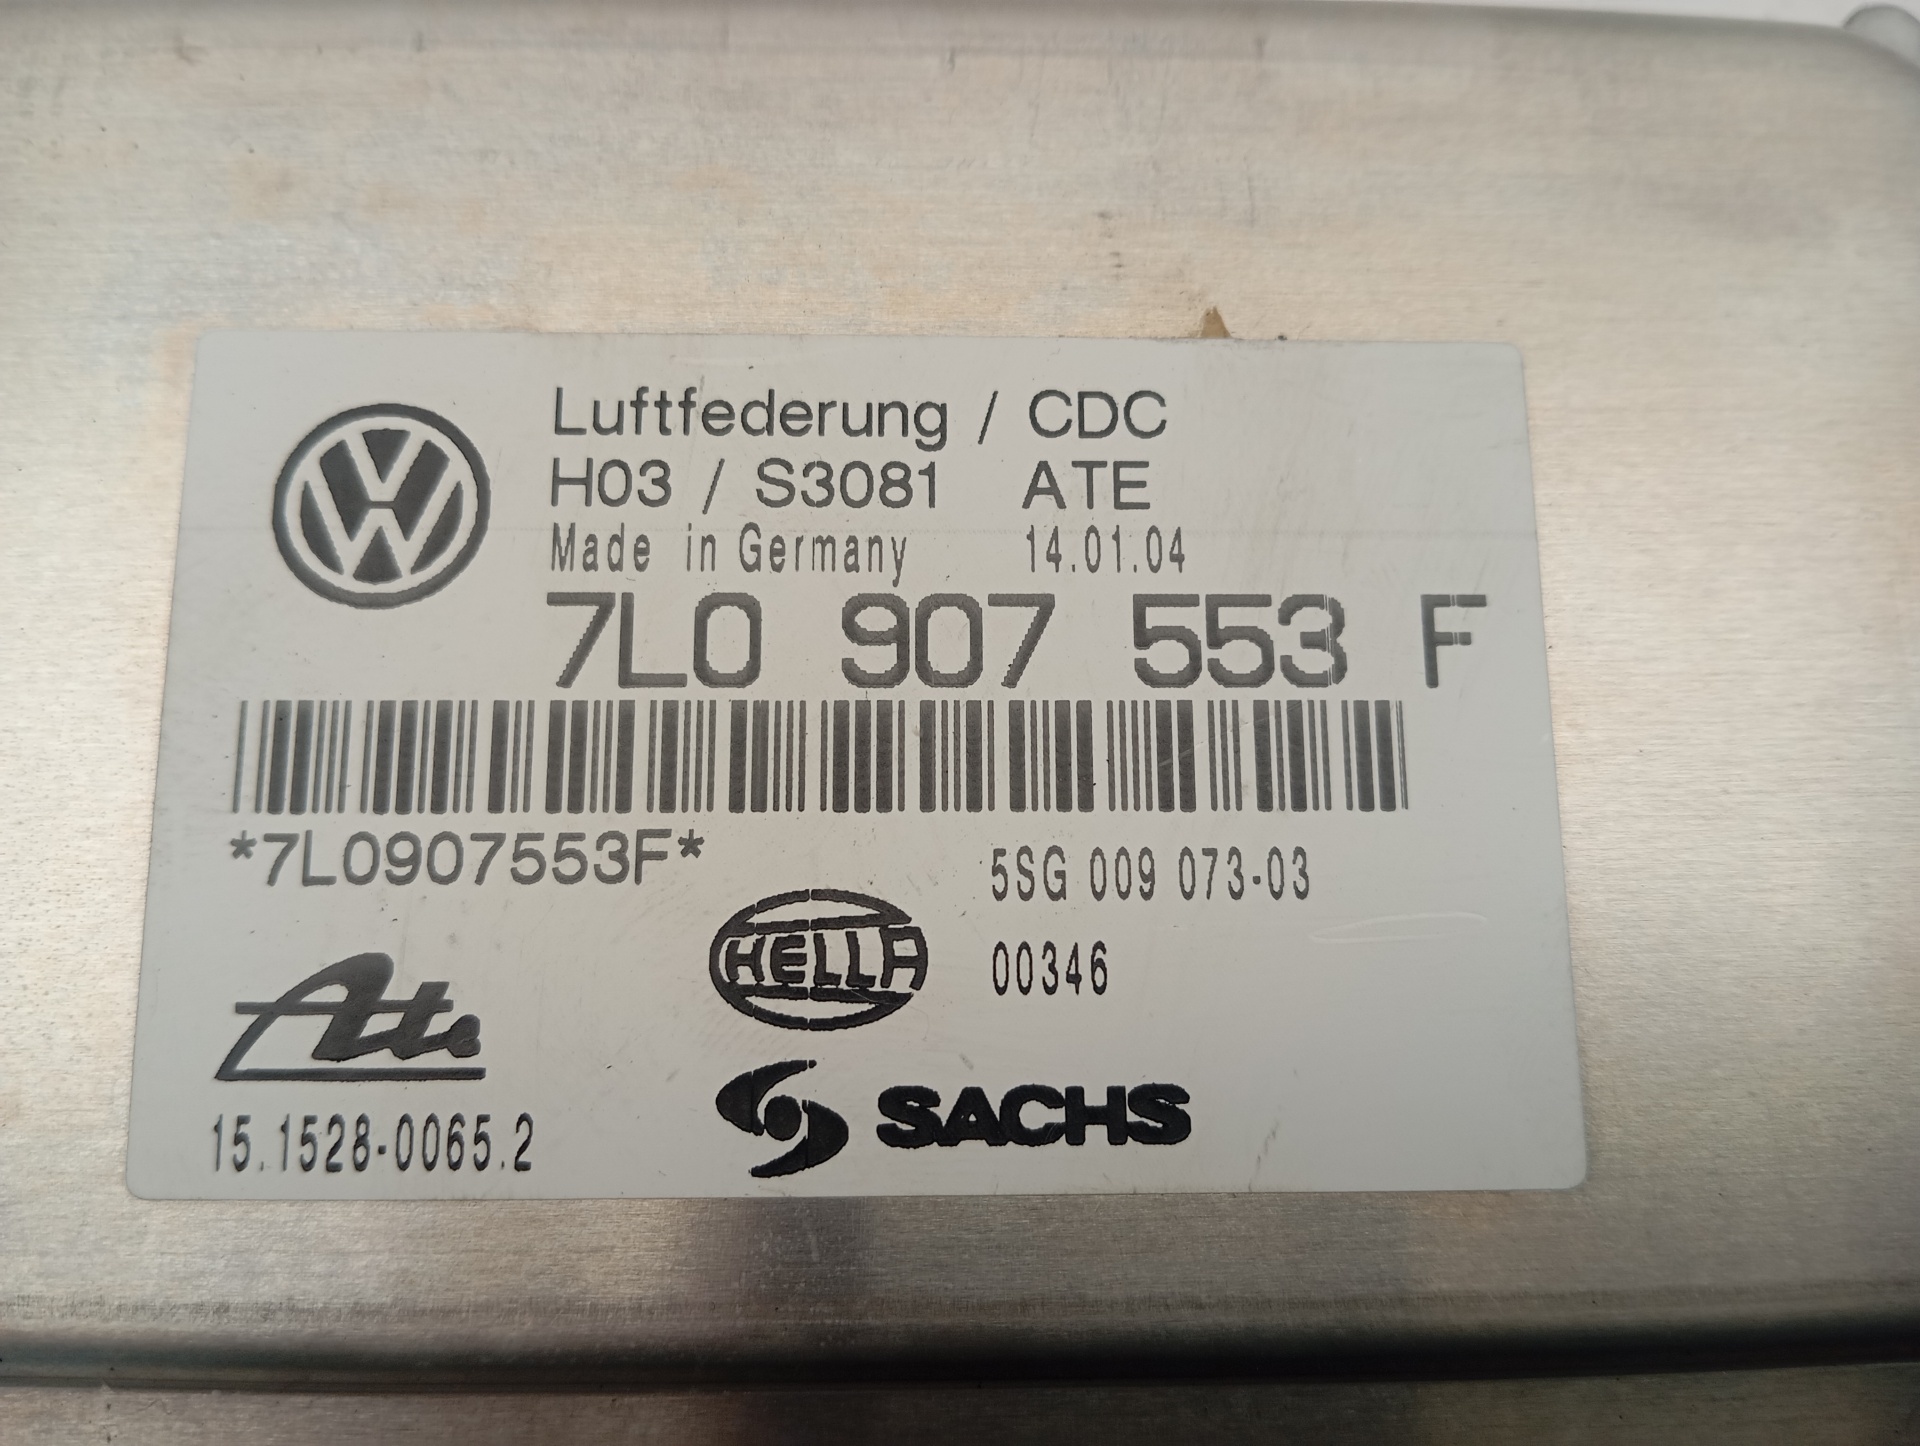 Luftfederung / CDC
H03 / S3081 ATE
Made in Germany 14.01.04
7L0 907 553 F
*7L0907553F*
5SG 009 073-03
HELLA
00346
Ate
SACHS
15.1528-0065.2